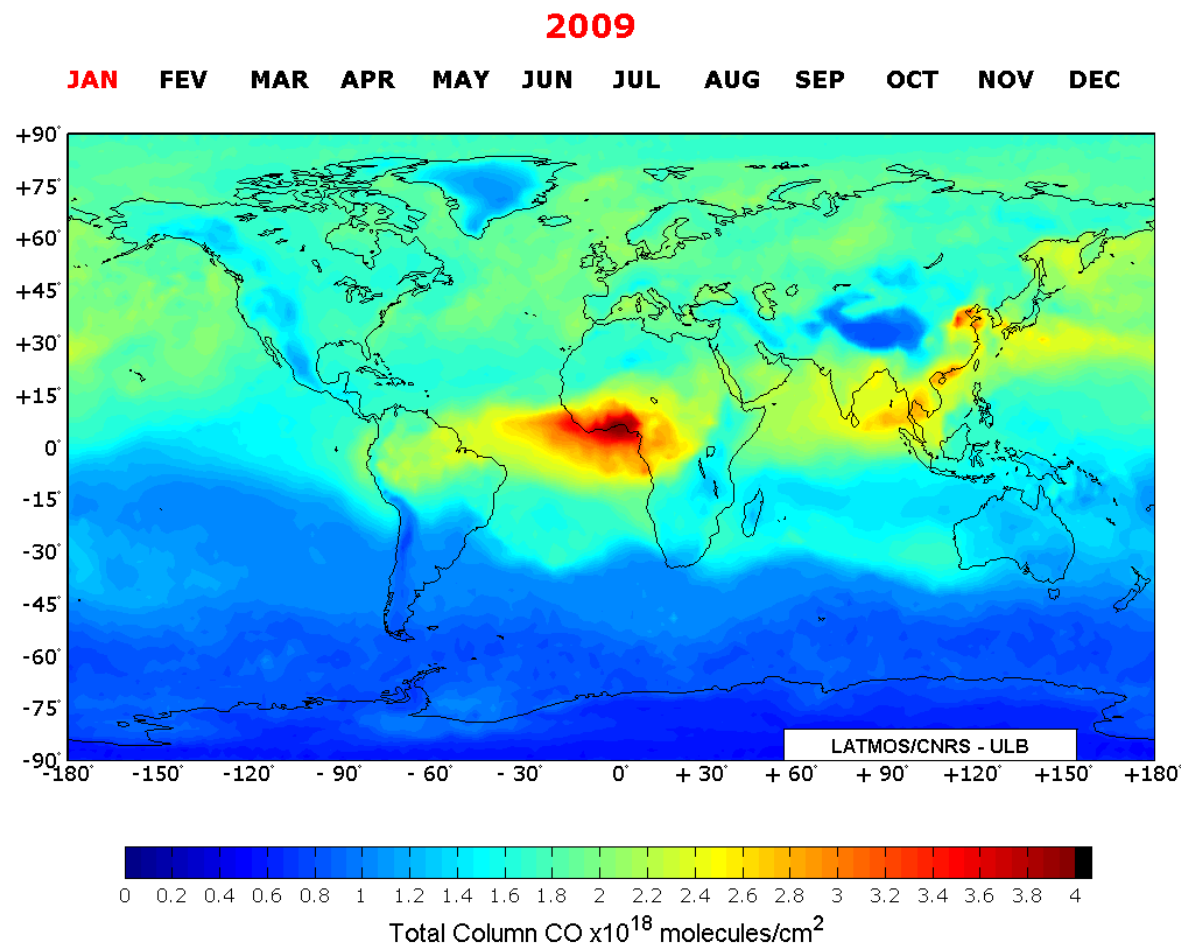 2009
JAN FEV MAR APR MAY JUN JUL AUG SEP OCT NOV DEC
+90°
+75°
+60°
+45°
+30°
+15°
0°
-15°
-30°
-45°
-60°
-75°
-90°
LATMOS/CNRS - ULB
-180° -150° - 90° - 60° - 30° 0° + 30° + 60° + 90° +120° +150° +180°
0 0.2 0.4 0.6 0.8 1 1.2 1.4 1.6 1.8 2 2.2 2.4 2.6 2.8 3 3.2 3.4 3.6 3.8 4
Total Column CO x10^18 molecules/cm^2